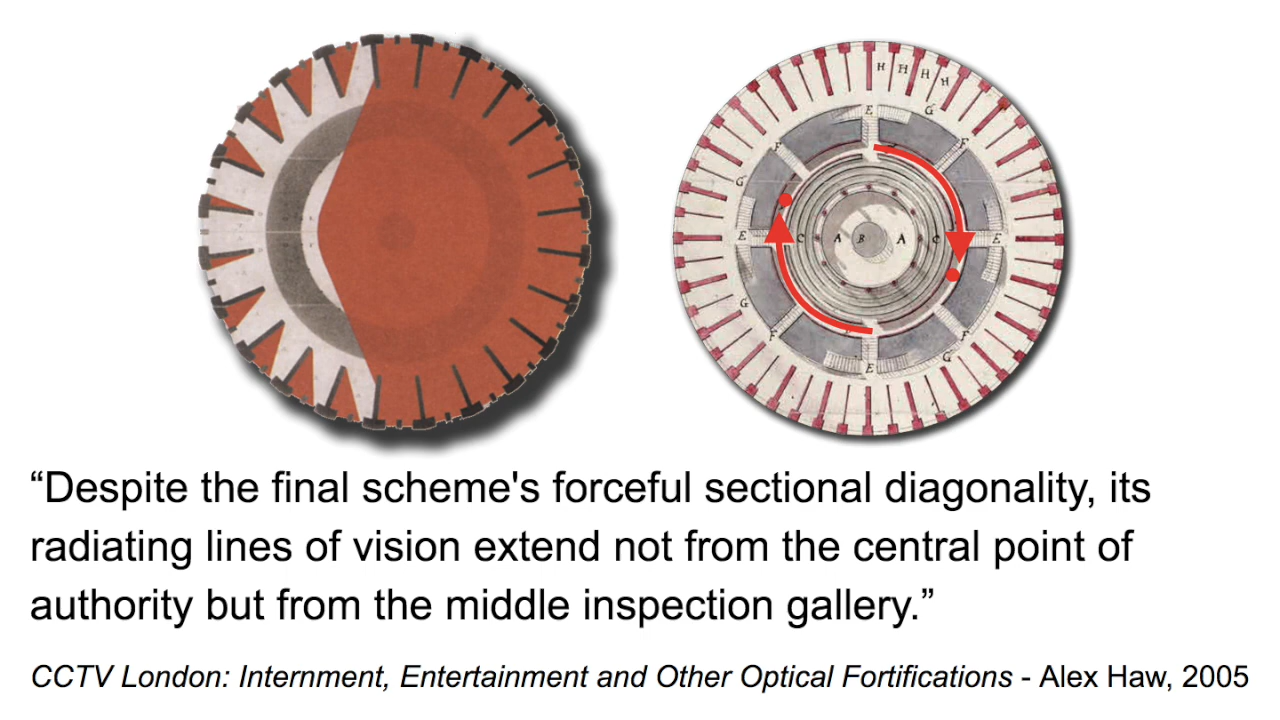 H H H H
E G
F F
G
E C A B A C E
G
F F F
G
E
“Despite the final scheme's forceful sectional diagonality, its
radiating lines of vision extend not from the central point of
authority but from the middle inspection gallery.”
CCTV London: Internment, Entertainment and Other Optical Fortifications - Alex Haw, 2005